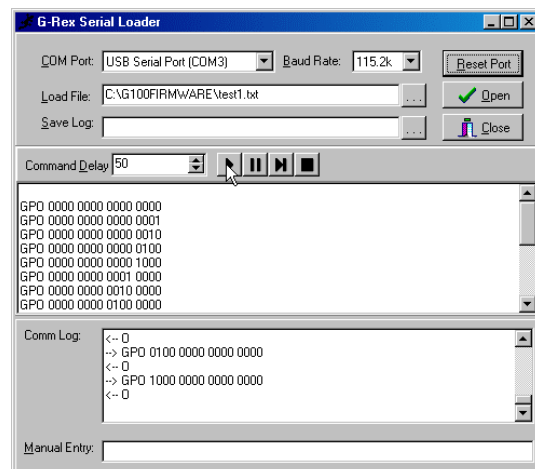 G-Rex Serial Loader
COM Port: USB Serial Port (COM3) Baud Rate: 115.2k Reset Port
Load File: C:\G100FIRMWARE\test1.txt ... Open
Save Log: ... Close
Command Delay 50
GPO 0000 0000 0000 0000
GPO 0000 0000 0000 0001
GPO 0000 0000 0000 0010
GPO 0000 0000 0000 0100
GPO 0000 0000 0000 1000
GPO 0000 0000 0001 0000
GPO 0000 0000 0010 0000
GPO 0000 0000 0100 0000
Comm Log:
<-- O
--> GPO 0100 0000 0000 0000
<-- O
--> GPO 1000 0000 0000 0000
<-- O
Manual Entry: